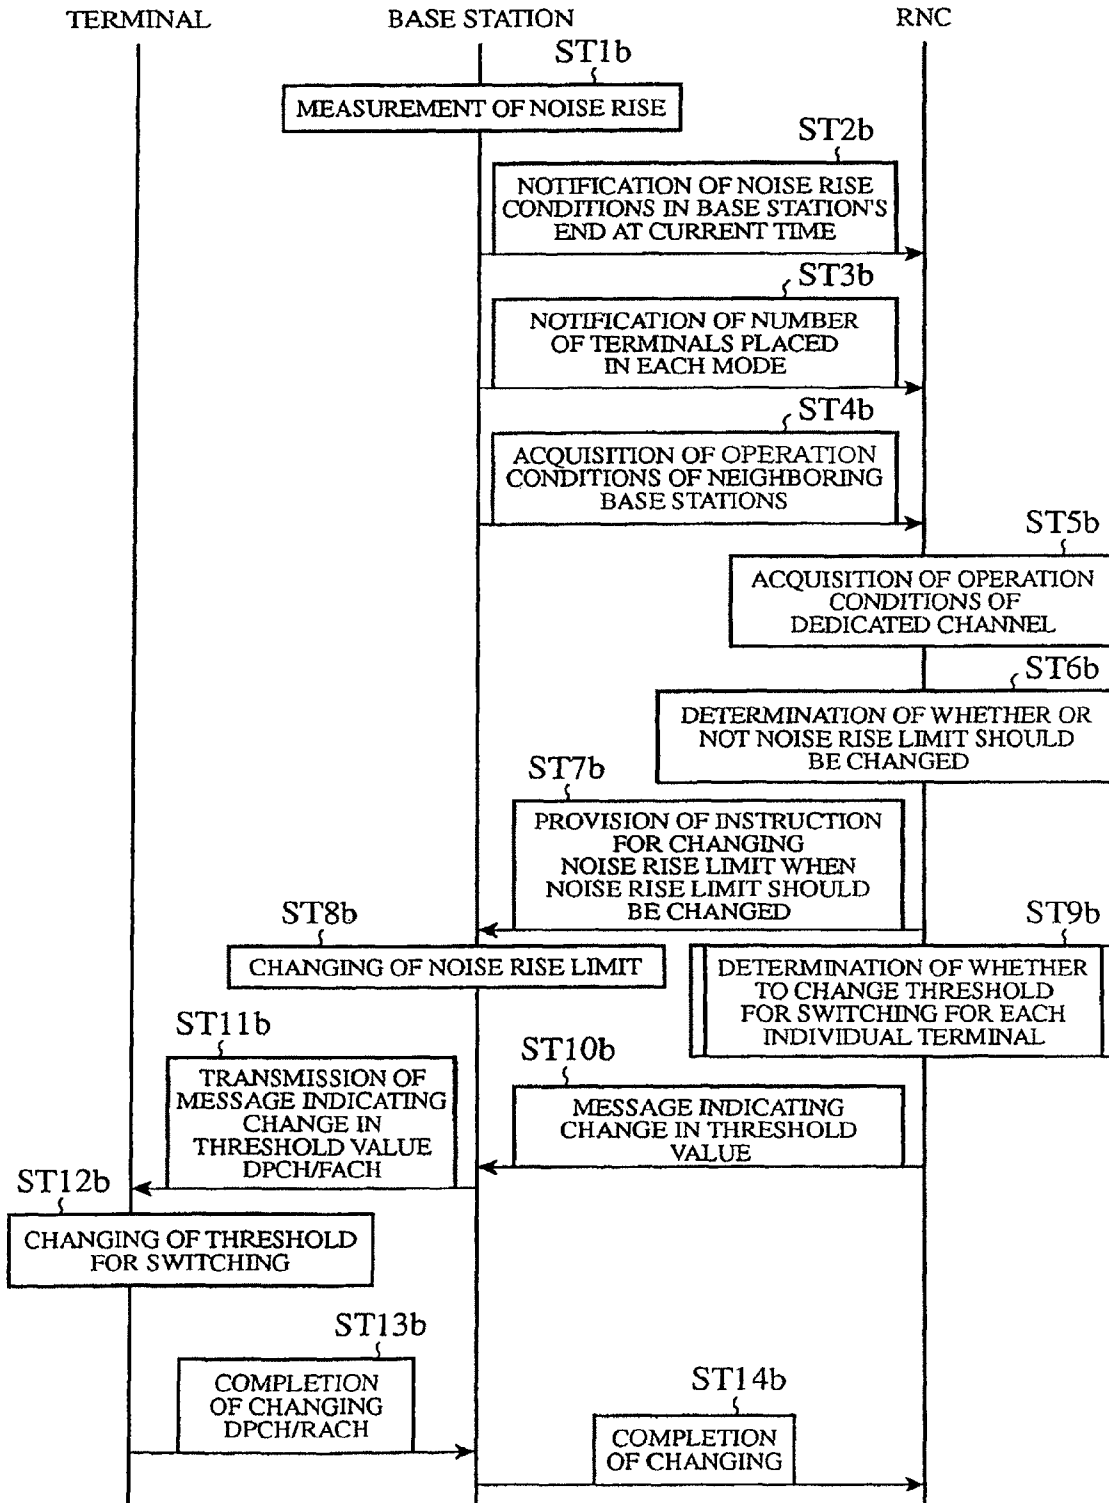 TERMINAL
BASE STATION
RNC
ST1b
MEASUREMENT OF NOISE RISE
ST2b
NOTIFICATION OF NOISE RISE
CONDITIONS IN BASE STATION'S
END AT CURRENT TIME
ST3b
NOTIFICATION OF NUMBER
OF TERMINALS PLACED
IN EACH MODE
ST4b
ACQUISITION OF OPERATION
CONDITIONS OF NEIGHBORING
BASE STATIONS
ST5b
ACQUISITION OF OPERATION
CONDITIONS OF
DEDICATED CHANNEL
ST6b
DETERMINATION OF WHETHER OR
NOT NOISE RISE LIMIT SHOULD
BE CHANGED
ST7b
PROVISION OF INSTRUCTION
FOR CHANGING
NOISE RISE LIMIT WHEN
NOISE RISE LIMIT SHOULD
BE CHANGED
ST8b
CHANGING OF NOISE RISE LIMIT
ST9b
DETERMINATION OF WHETHER
TO CHANGE THRESHOLD
FOR SWITCHING FOR EACH
INDIVIDUAL TERMINAL
ST10b
MESSAGE INDICATING
CHANGE IN THRESHOLD
VALUE
ST11b
TRANSMISSION OF
MESSAGE INDICATING
CHANGE IN
THRESHOLD VALUE
DPCH/FACH
ST12b
CHANGING OF THRESHOLD
FOR SWITCHING
ST13b
COMPLETION
OF CHANGING
DPCH/RACH
ST14b
COMPLETION
OF CHANGING